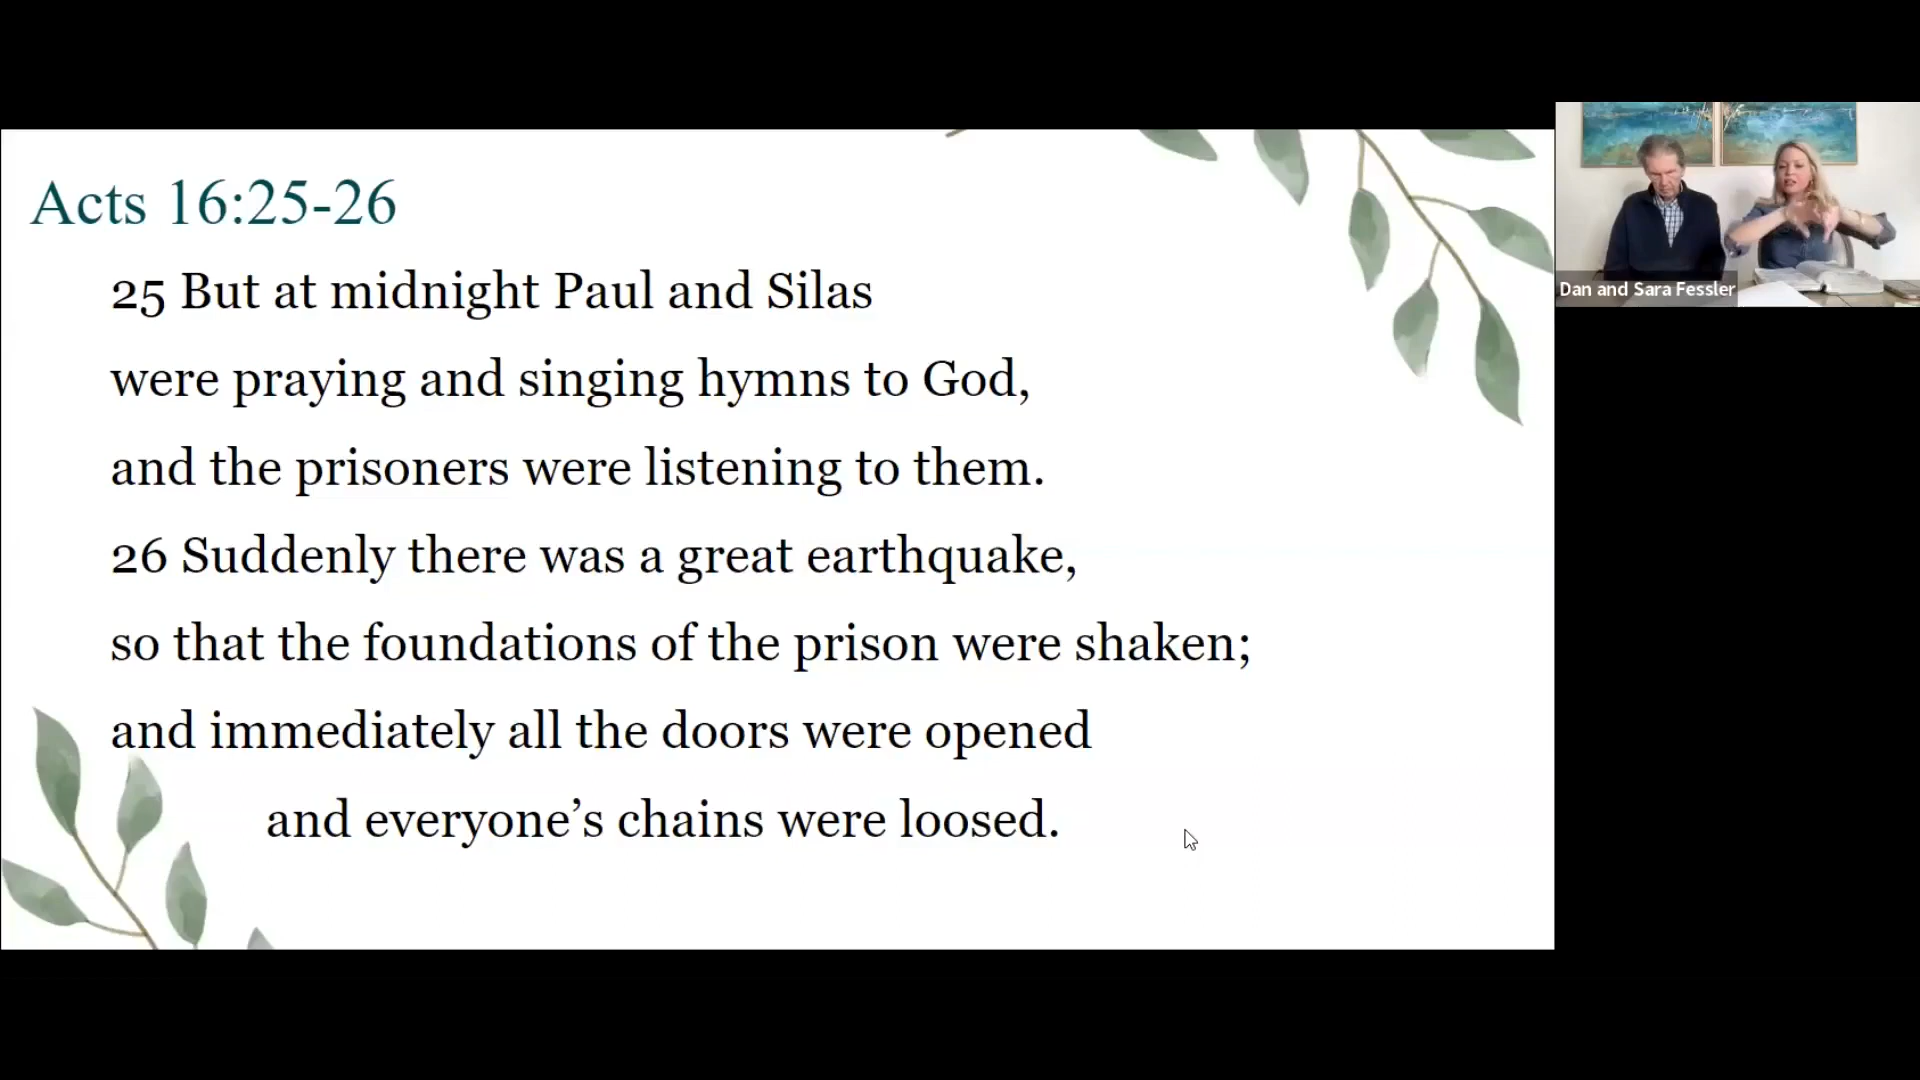 Acts 16:25-26
25 But at midnight Paul and Silas
were praying and singing hymns to God,
and the prisoners were listening to them.
26 Suddenly there was a great earthquake,
so that the foundations of the prison were shaken;
and immediately all the doors were opened
and everyone’s chains were loosed.
Dan and Sara Fessler